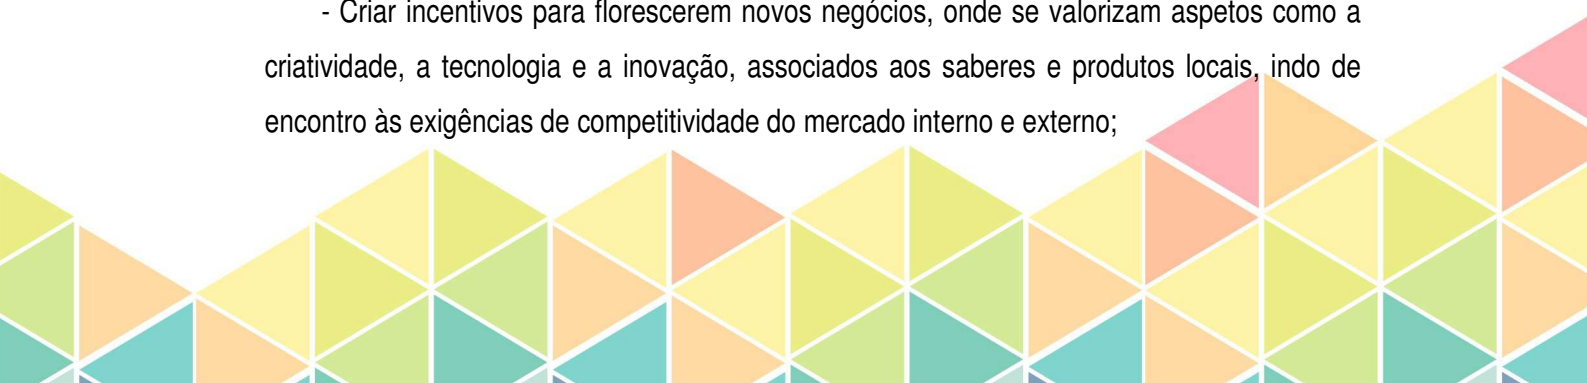 - Criar incentivos para florescerem novos negócios, onde se valorizam aspetos como a
criatividade, a tecnologia e a inovação, associados aos saberes e produtos locais, indo de
encontro às exigências de competitividade do mercado interno e externo;